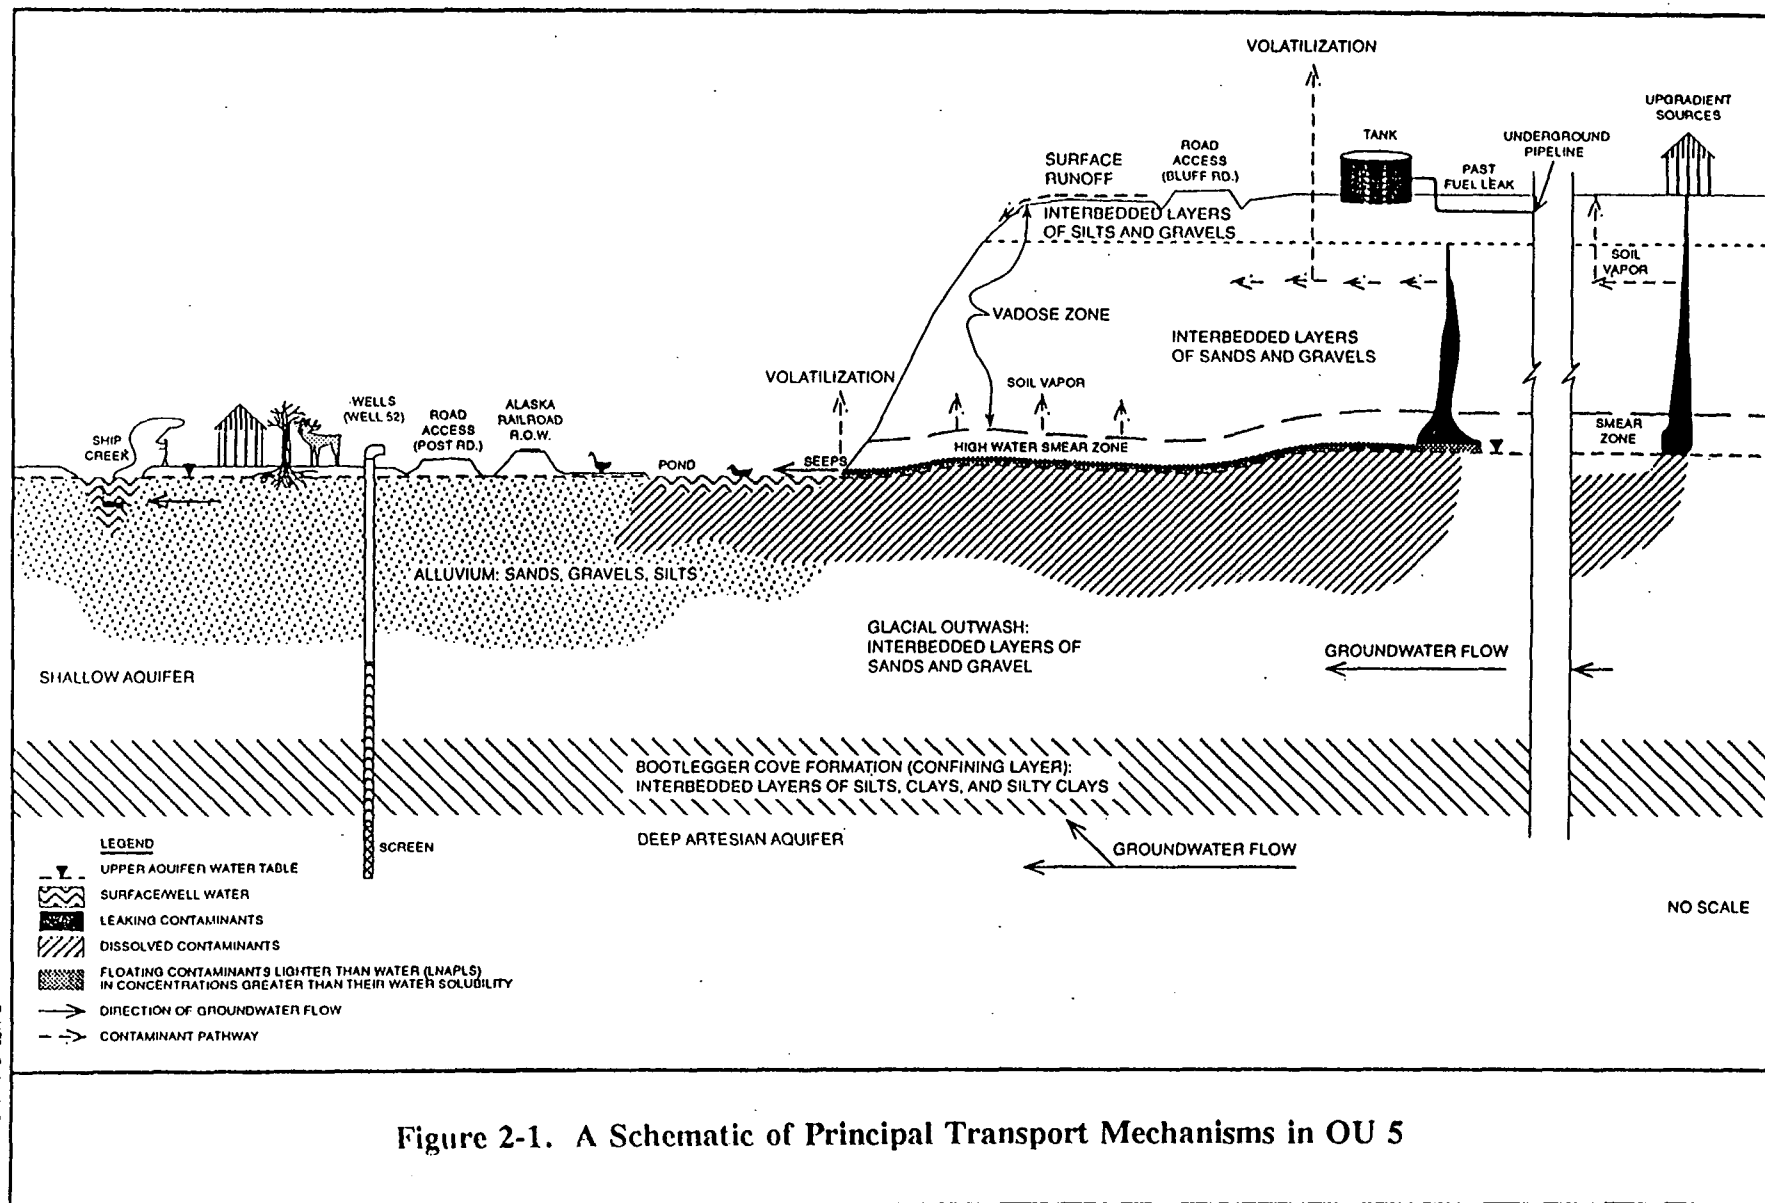 VOLATILIZATION
UPGRADIENT
SOURCES
TANK
UNDERGROUND
PIPELINE
ROAD
ACCESS
(BLUFF RD.)
SURFACE
RUNOFF
PAST
FUEL LEAK
INTERBEDDED LAYERS
OF SILTS AND GRAVELS
SOIL
VAPOR
VADOSE ZONE
INTERBEDDED LAYERS
OF SANDS AND GRAVELS
VOLATILIZATION
SOIL VAPOR
WELLS
(WELL 52)
ROAD
ACCESS
(POST RD.)
ALASKA
RAILROAD
R.O.W.
SHIP
CREEK
HIGH WATER SMEAR ZONE
SMEAR
ZONE
POND
SEEPS
ALLUVIUM: SANDS, GRAVELS, SILTS
GLACIAL OUTWASH:
INTERBEDDED LAYERS OF
SANDS AND GRAVEL
GROUNDWATER FLOW
SHALLOW AQUIFER
BOOTLEGGER COVE FORMATION (CONFINING LAYER):
INTERBEDDED LAYERS OF SILTS, CLAYS, AND SILTY CLAYS
DEEP ARTESIAN AQUIFER
GROUNDWATER FLOW
SCREEN
LEGEND
UPPER AQUIFER WATER TABLE
SURFACE/WELL WATER
LEAKING CONTAMINANTS
DISSOLVED CONTAMINANTS
FLOATING CONTAMINANTS LIGHTER THAN WATER (LNAPLS)
IN CONCENTRATIONS GREATER THAN THEIR WATER SOLUBILITY
DIRECTION OF GROUNDWATER FLOW
CONTAMINANT PATHWAY
NO SCALE
Figure 2-1. A Schematic of Principal Transport Mechanisms in OU 5